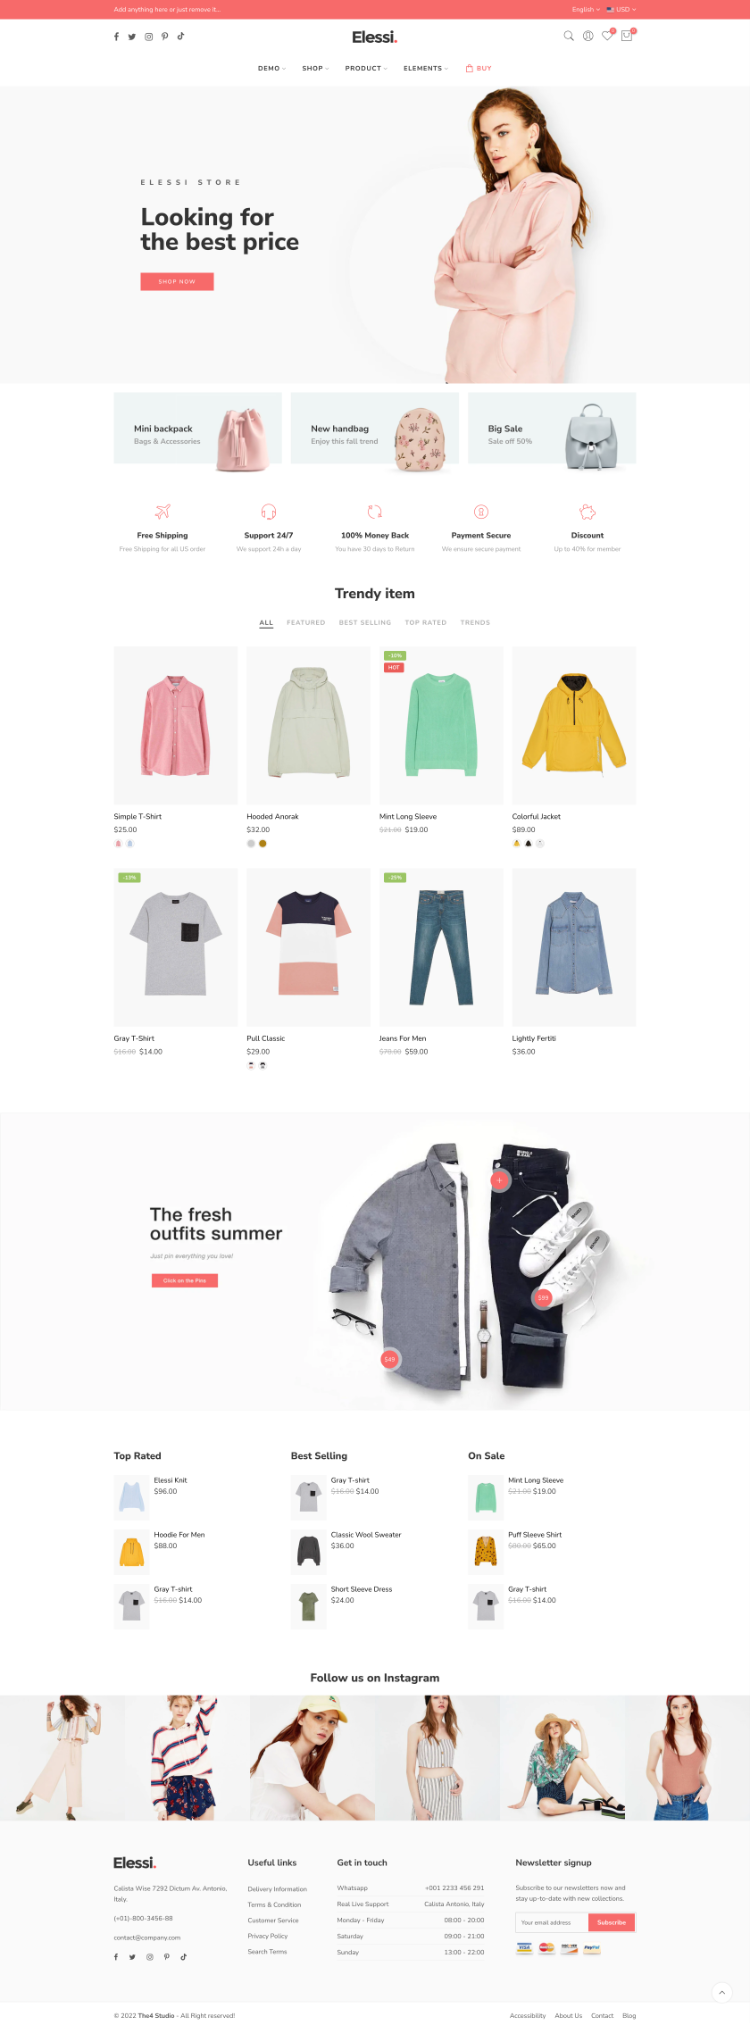 Add anything here or just remove it...
English
USD
Elessi.
0
0
DEMO
SHOP
PRODUCT
ELEMENTS
BUY
ELESSI STORE
Looking for
the best price
SHOP NOW
Mini backpack
Bags & Accessories
New handbag
Enjoy this fall trend
Big Sale
Sale off 50%
Free Shipping
Free Shipping for all US order
Support 24/7
We support 24h a day
100% Money Back
You have 30 days to Return
Payment Secure
We ensure secure payment
Discount
Up to 40% for member
Trendy item
ALL
FEATURED
BEST SELLING
TOP RATED
TRENDS
-10%
HOT
Simple T-Shirt
$25.00
Hooded Anorak
$32.00
Mint Long Sleeve
$21.00 $19.00
Colorful Jacket
$89.00
-13%
-25%
Gray T-Shirt
$16.00 $14.00
Pull Classic
$29.00
Jeans For Men
$79.00 $59.00
Lightly Fertiti
$36.00
The fresh
outfits summer
Just pin everything you love!
Click on the Pins
$99
$49
Top Rated
Elessi Knit
$96.00
Hoodie For Men
$88.00
Gray T-shirt
$16.00 $14.00
Best Selling
Gray T-shirt
$16.00 $14.00
Classic Wool Sweater
$36.00
Short Sleeve Dress
$24.00
On Sale
Mint Long Sleeve
$21.00 $19.00
Puff Sleeve Shirt
$80.00 $65.00
Gray T-shirt
$16.00 $14.00
Follow us on Instagram
Elessi.
Calista Wise 7292 Dictum Av. Antonio,
Italy.
(+01)-800-3456-88
contact@company.com
Useful links
Delivery Information
Terms & Condition
Customer Service
Privacy Policy
Search Terms
Get in touch
Whatsapp +001 2233 456 291
Real Live Support Calista Antonio, Italy
Monday - Friday 08:00 - 20:00
Saturday 09:00 - 21:00
Sunday 13:00 - 22:00
Newsletter signup
Subscribe to our newsletters now and
stay up-to-date with new collections.
Your email address
Subscribe
VISA
PayPal
© 2022 The4 Studio - All Right reserved!
Accessibility
About Us
Contact
Blog